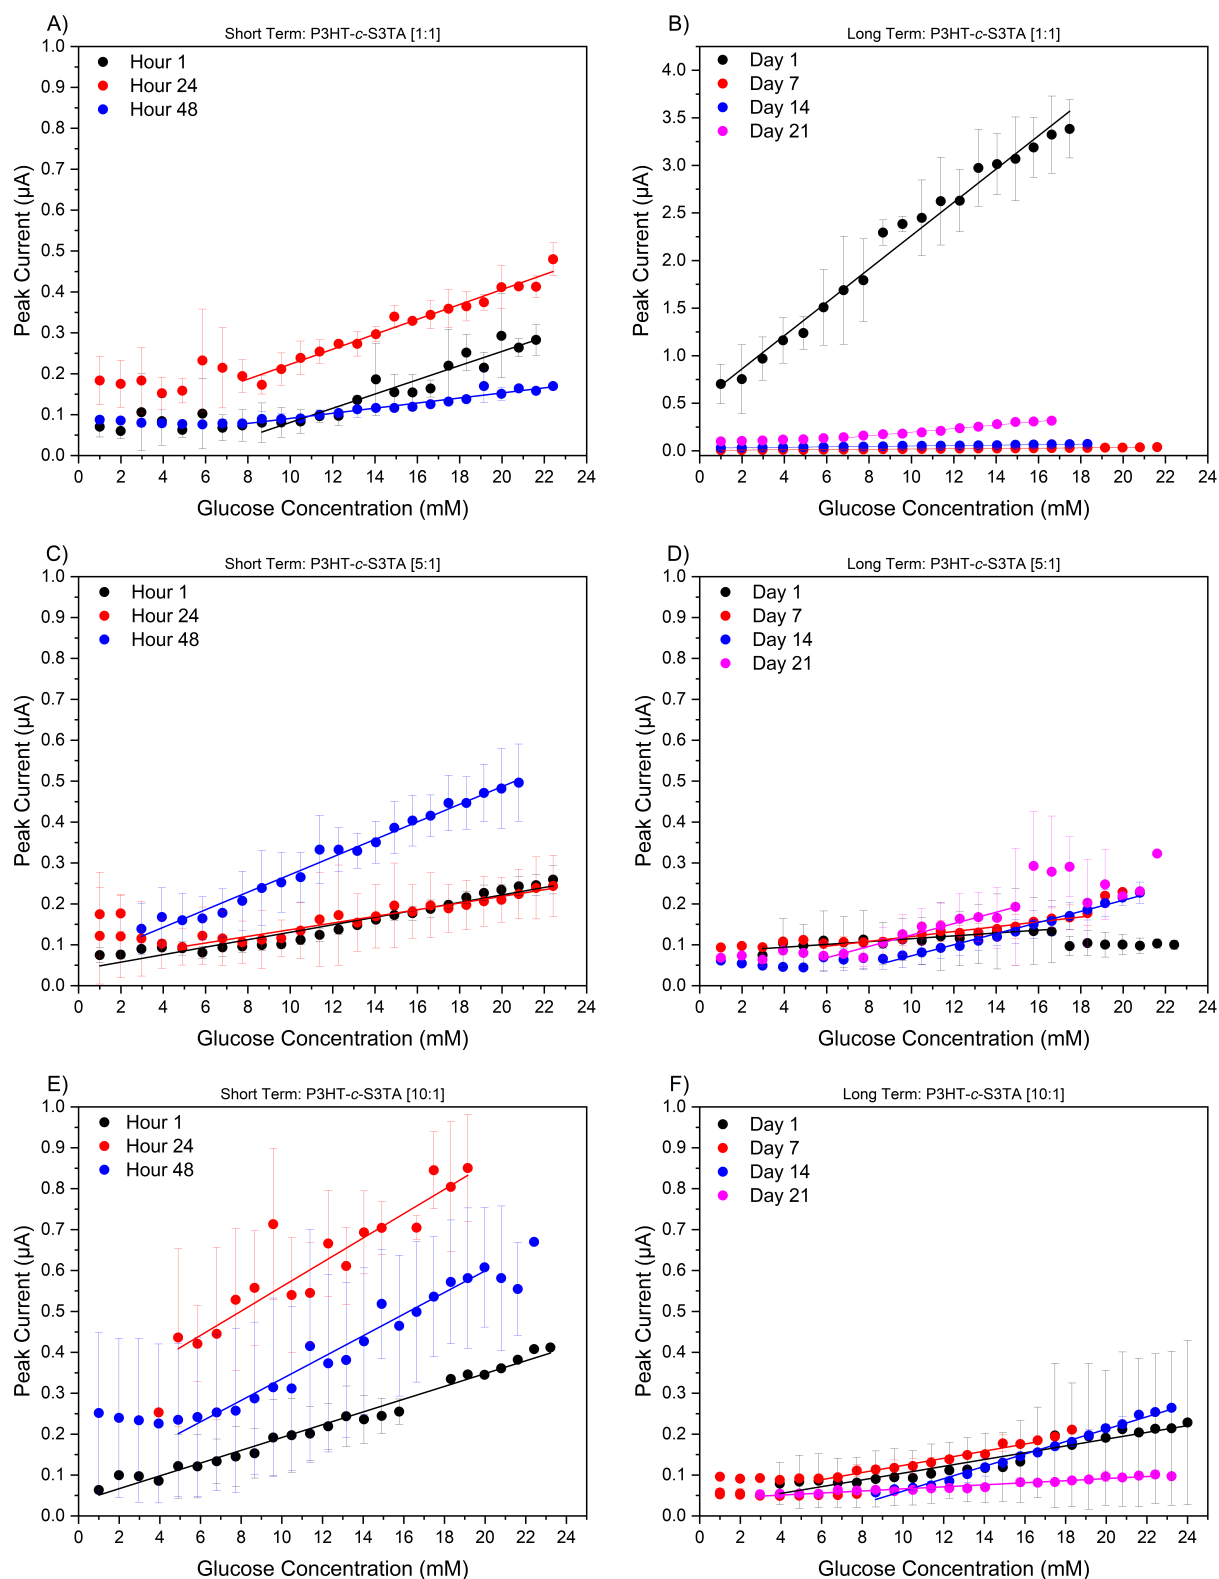 A)
Short Term: P3HT-c-S3TA [1:1]
Hour 1
Hour 24
Hour 48
Peak Current (µA)
1.0
0.9
0.8
0.7
0.6
0.5
0.4
0.3
0.2
0.1
0.0
0 2 4 6 8 10 12 14 16 18 20 22 24
Glucose Concentration (mM)
B)
Long Term: P3HT-c-S3TA [1:1]
Day 1
Day 7
Day 14
Day 21
Peak Current (µA)
4.0
3.5
3.0
2.5
2.0
1.5
1.0
0.5
0.0
0 2 4 6 8 10 12 14 16 18 20 22 24
Glucose Concentration (mM)
C)
Short Term: P3HT-c-S3TA [5:1]
Hour 1
Hour 24
Hour 48
Peak Current (µA)
1.0
0.9
0.8
0.7
0.6
0.5
0.4
0.3
0.2
0.1
0.0
0 2 4 6 8 10 12 14 16 18 20 22 24
Glucose Concentration (mM)
D)
Long Term: P3HT-c-S3TA [5:1]
Day 1
Day 7
Day 14
Day 21
Peak Current (µA)
1.0
0.9
0.8
0.7
0.6
0.5
0.4
0.3
0.2
0.1
0.0
0 2 4 6 8 10 12 14 16 18 20 22 24
Glucose Concentration (mM)
E)
Short Term: P3HT-c-S3TA [10:1]
Hour 1
Hour 24
Hour 48
Peak Current (µA)
1.0
0.9
0.8
0.7
0.6
0.5
0.4
0.3
0.2
0.1
0.0
0 2 4 6 8 10 12 14 16 18 20 22 24
Glucose Concentration (mM)
F)
Long Term: P3HT-c-S3TA [10:1]
Day 1
Day 7
Day 14
Day 21
Peak Current (µA)
1.0
0.9
0.8
0.7
0.6
0.5
0.4
0.3
0.2
0.1
0.0
0 2 4 6 8 10 12 14 16 18 20 22 24
Glucose Concentration (mM)